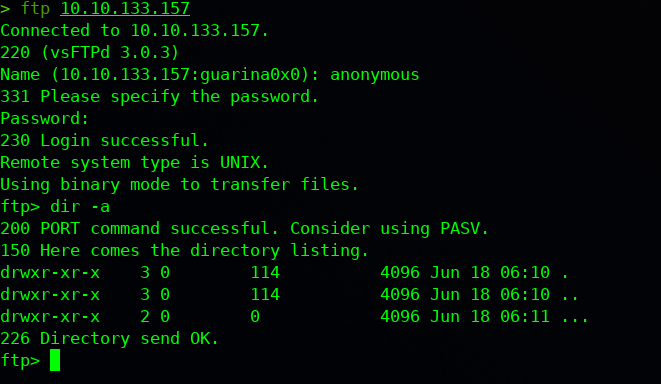 > ftp 10.10.133.157
Connected to 10.10.133.157.
220 (vsFTPd 3.0.3)
Name (10.10.133.157:guarina0x0): anonymous
331 Please specify the password.
Password:
230 Login successful.
Remote system type is UNIX.
Using binary mode to transfer files.
ftp> dir -a
200 PORT command successful. Consider using PASV.
150 Here comes the directory listing.
drwxr-xr-x    3 0        114          4096 Jun 18 06:10 .
drwxr-xr-x    3 0        114          4096 Jun 18 06:10 ..
drwxr-xr-x    2 0        0            4096 Jun 18 06:11 ...
226 Directory send OK.
ftp>